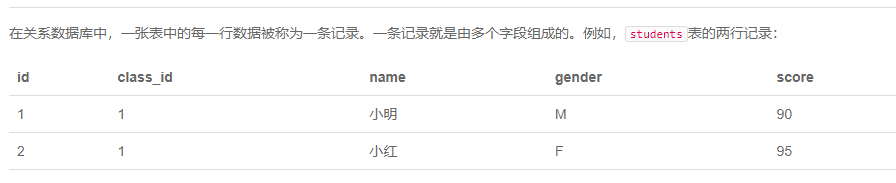 在关系数据库中，一张表中的每一行数据被称为一条记录。一条记录就是由多个字段组成的。例如，students表的两行记录：
id class_id name gender score
1 1 小明 M 90
2 1 小红 F 95